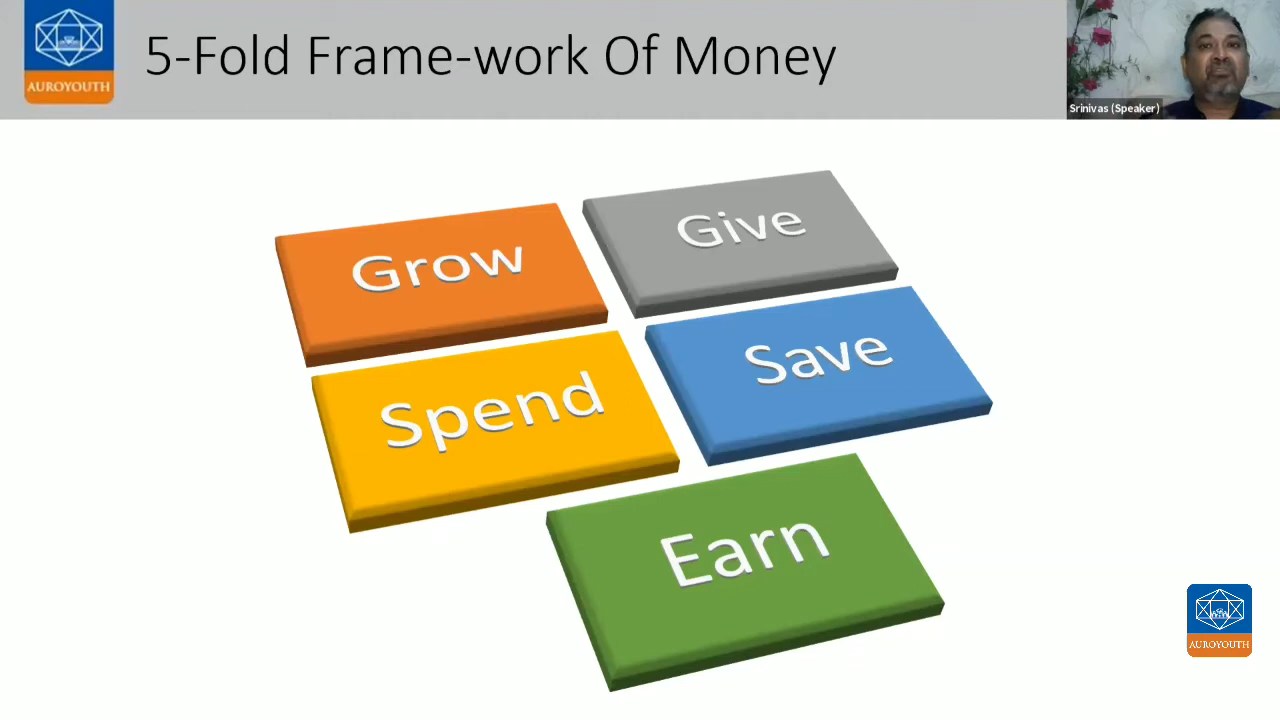 AUROYOUTH
5-Fold Frame-work Of Money
Srinivas (Speaker)
Grow
Give
Spend
Save
Earn
AUROYOUTH